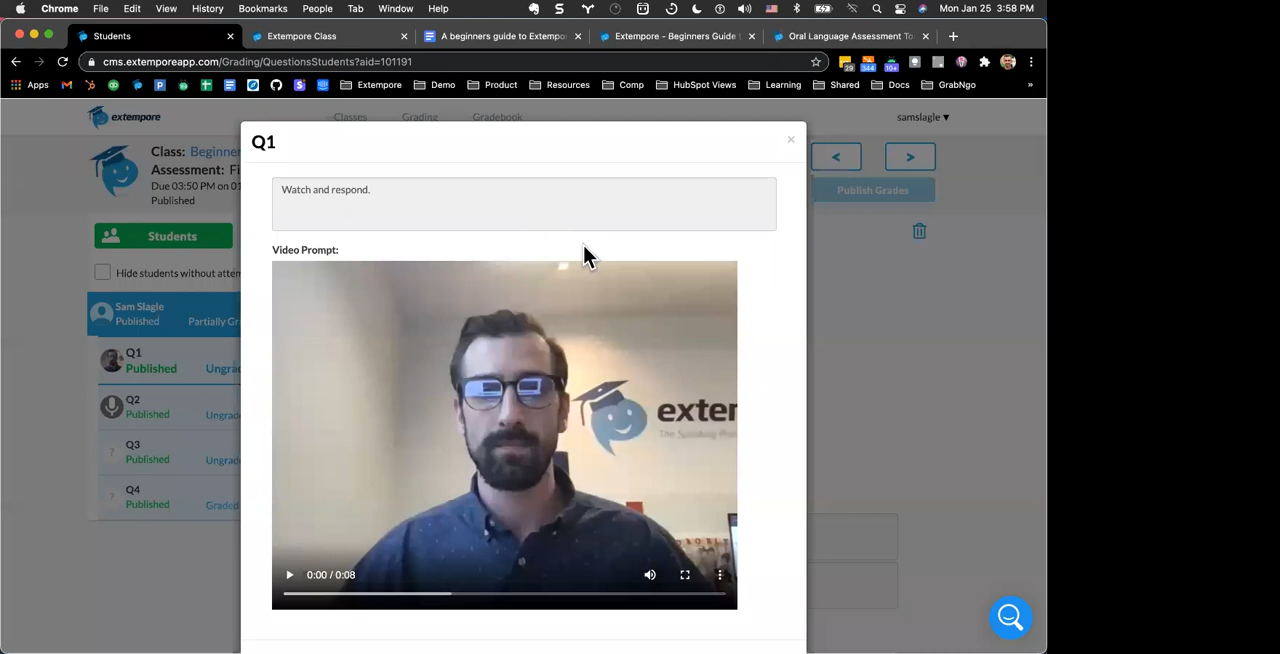 Chrome File Edit View History Bookmarks People Tab Window Help Mon Jan 25 3:58 PM
Students Extempore Class A beginners guide to Extempo Extempore - Beginners Guide Oral Language Assessment To
cms.extemporeapp.com/Grading/QuestionsStudents?aid=101191 29 344 10+
Apps Extempore Demo Product Resources Comp HubSpot Views Learning Shared Docs GrabNgo »
extempore Classes Grading Gradebook samslagle ▼
Q1 ×
Class: Beginner
Assessment: Fi
Due 03:50 PM on 01
Published
< >
Publish Grades
Watch and respond.
Students
Video Prompt:
Hide students without attem
Sam Slagle
Published Partially Gr
Q1
Published Ungra
Q2
Published Ungrad
Q3
Published Ungrad
Q4
Published Graded
exter
0:00 / 0:08